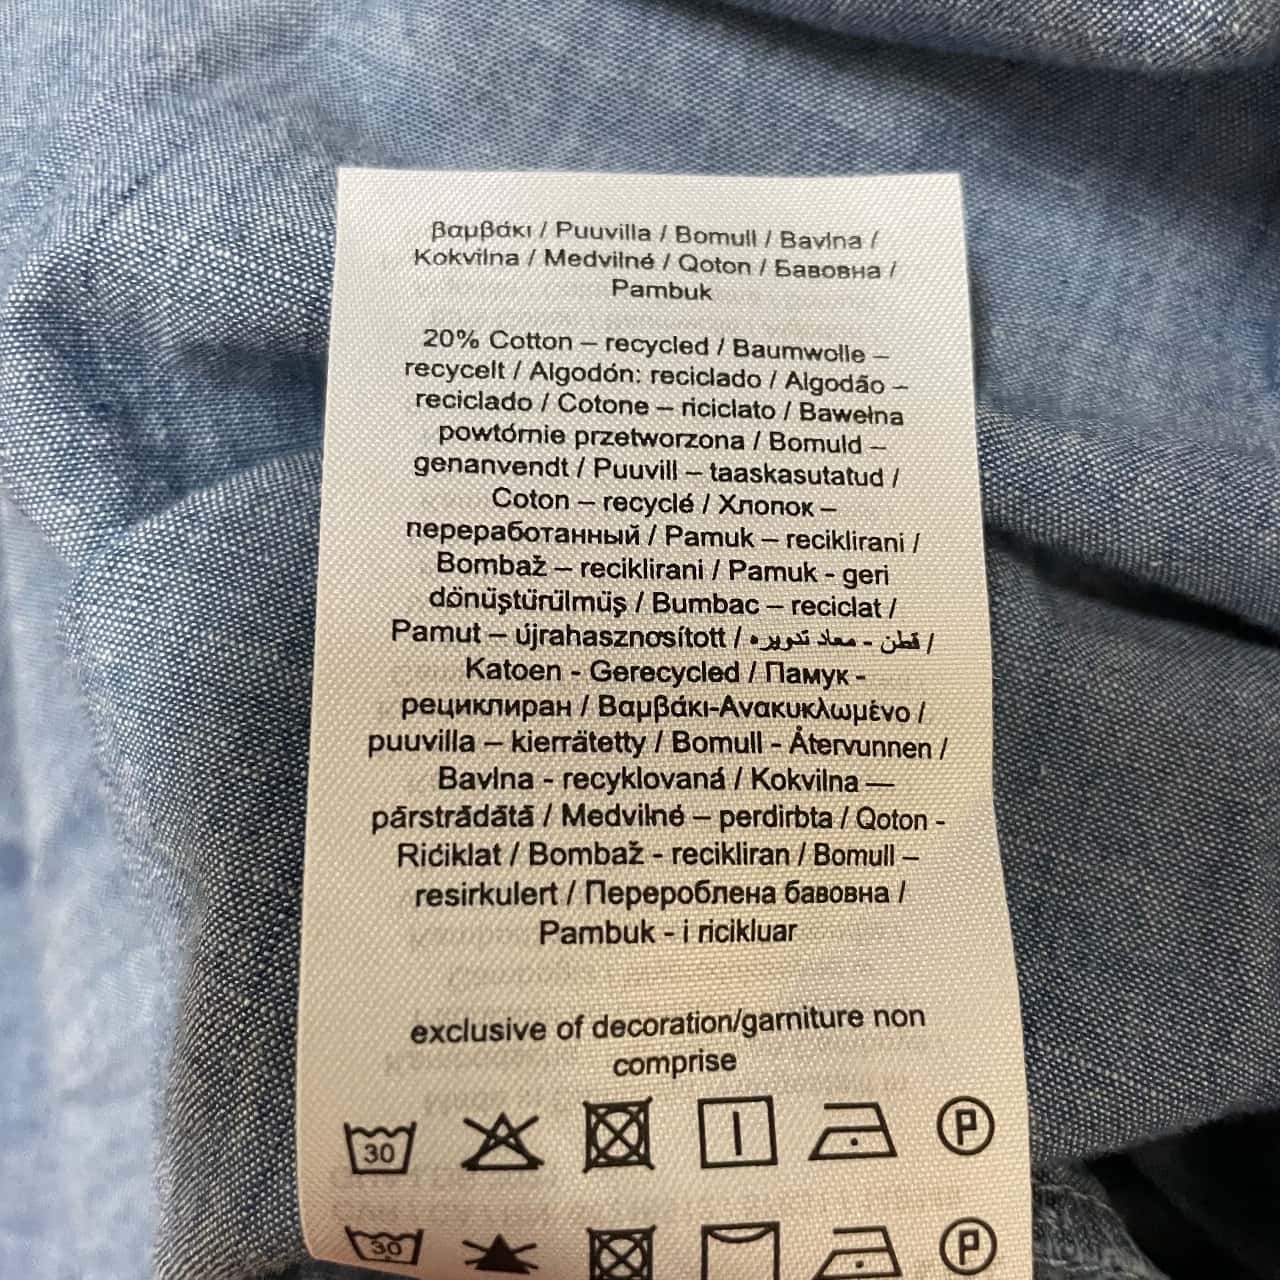 βαμβάκι / Puuvilla / Bomull / Bavlna /
Kokvilna / Medvilné / Qoton / Бавовна /
Pambuk
20% Cotton – recycled / Baumwolle –
recycelt / Algodón: reciclado / Algodão –
reciclado / Cotone – riciclato / Bawełna
powtórnie przetworzona / Bomuld –
genanvendt / Puuvill – taaskasutatud /
Coton – recyclé / Хлопок –
переработанный / Pamuk – reciklirani /
Bombaž – reciklirani / Pamuk - geri
dönüştürülmüş / Bumbac – reciclat /
Pamut – újrahasznosított / قطن - معاد تدويره /
Katoen - Gerecycled / Памук -
рециклиран / Βαμβάκι-Ανακυκλωμένο /
puuvilla – kierrätetty / Bomull - Återvunnen /
Bavlna - recyklovaná / Kokvilna —
pārstrādātā / Medvilné – perdirbta / Qoton -
Riċiklat / Bombaž - recikliran / Bomull –
resirkulert / Перероблена бавовна /
Pambuk - i ricikluar
exclusive of decoration/garniture non
comprise
30 P
30 P